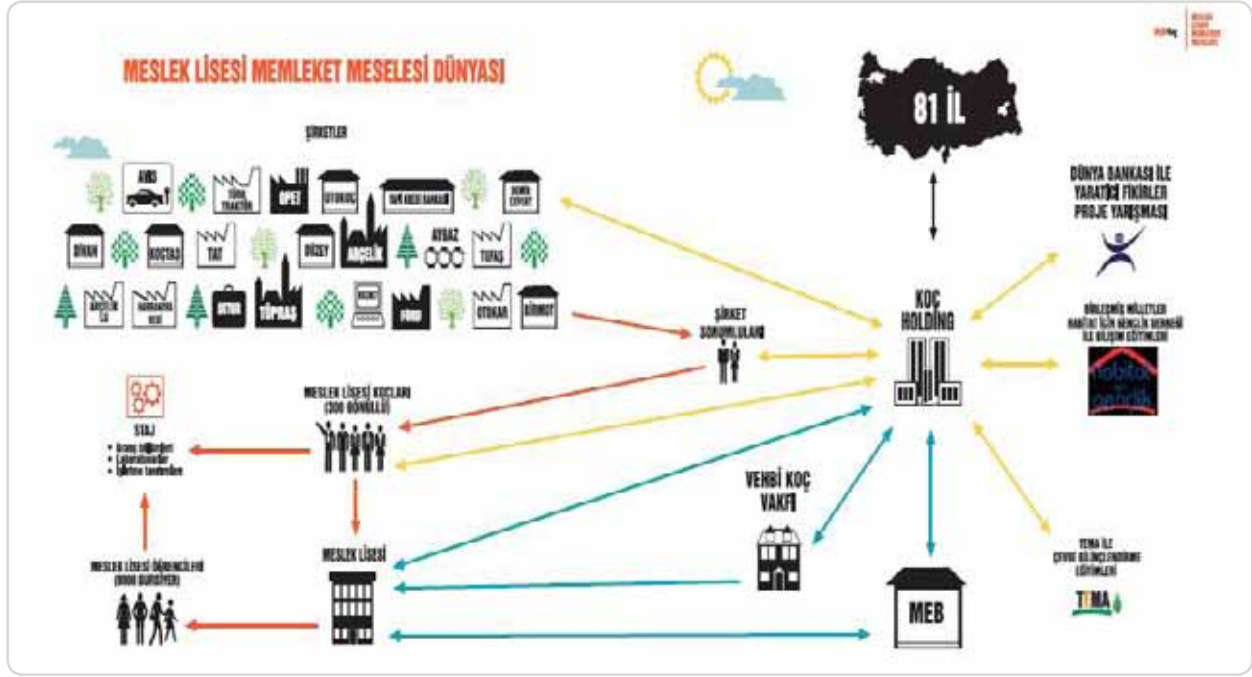 MESLEK LİSESİ MEMLEKET MESELESİ DÜNYASI
81 İL
ŞİRKETLER
AVIS
TÜRK
TRAKTÖR
OPET
OTOKOÇ
YAPI KREDİ BANKASI
DEMİR
EXPORT
DİVAN
KOÇTAŞ
TAT
DÜZEY
ARÇELİK
AYGAZ
TOFAŞ
ARÇELİK
LG
SETUR
TÜPRAŞ
FORD
OTOKAR
BİRMOT
DÜNYA BANKASI İLE
YARATICI FİKİRLER
PROJE YARIŞMASI
KOÇ
HOLDING
BİRLEŞMİŞ MİLLETLER
HABİTAT İÇİN GENÇLİK DERNEĞİ
İLE BİLİŞİM EĞİTİMLERİ
habitat
gençlik
ŞİRKET
SORUMLULARI
MESLEK LİSESİ KOÇLARI
(300 GÖNÜLLÜ)
STAJ
• Laboratuvarlar
VEHBİ KOÇ
VAKFI
MESLEK LİSESİ
MESLEK LİSESİ ÖĞRENCİLERİ
(8000 BURSİYER)
MEB
TEMA İLE
ÇEVRE BİLİNÇLENDİRME
EĞİTİMLERİ
TEMA